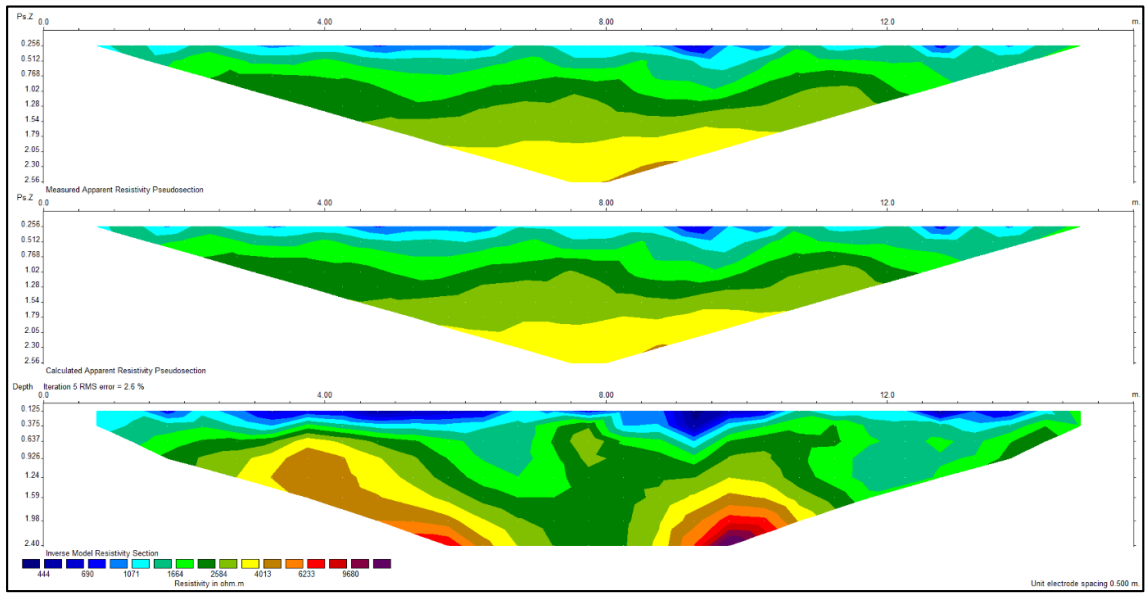 Ps.Z 0.0 4.00 8.00 12.0 m.
0.256
0.512
0.768
1.02
1.28
1.54
1.79
2.05
2.30
2.56
Measured Apparent Resistivity Pseudosection
Ps.Z 0.0 4.00 8.00 12.0 m.
0.256
0.512
0.768
1.02
1.28
1.54
1.79
2.05
2.30
2.56
Calculated Apparent Resistivity Pseudosection
Depth Iteration 5 RMS error = 2.6 %
0.0 4.00 8.00 12.0 m.
0.125
0.375
0.637
0.926
1.24
1.59
1.98
2.40
Inverse Model Resistivity Section
444 690 1071 1664 2584 4013 6233 9680
Resistivity in ohm.m
Unit electrode spacing 0.500 m.